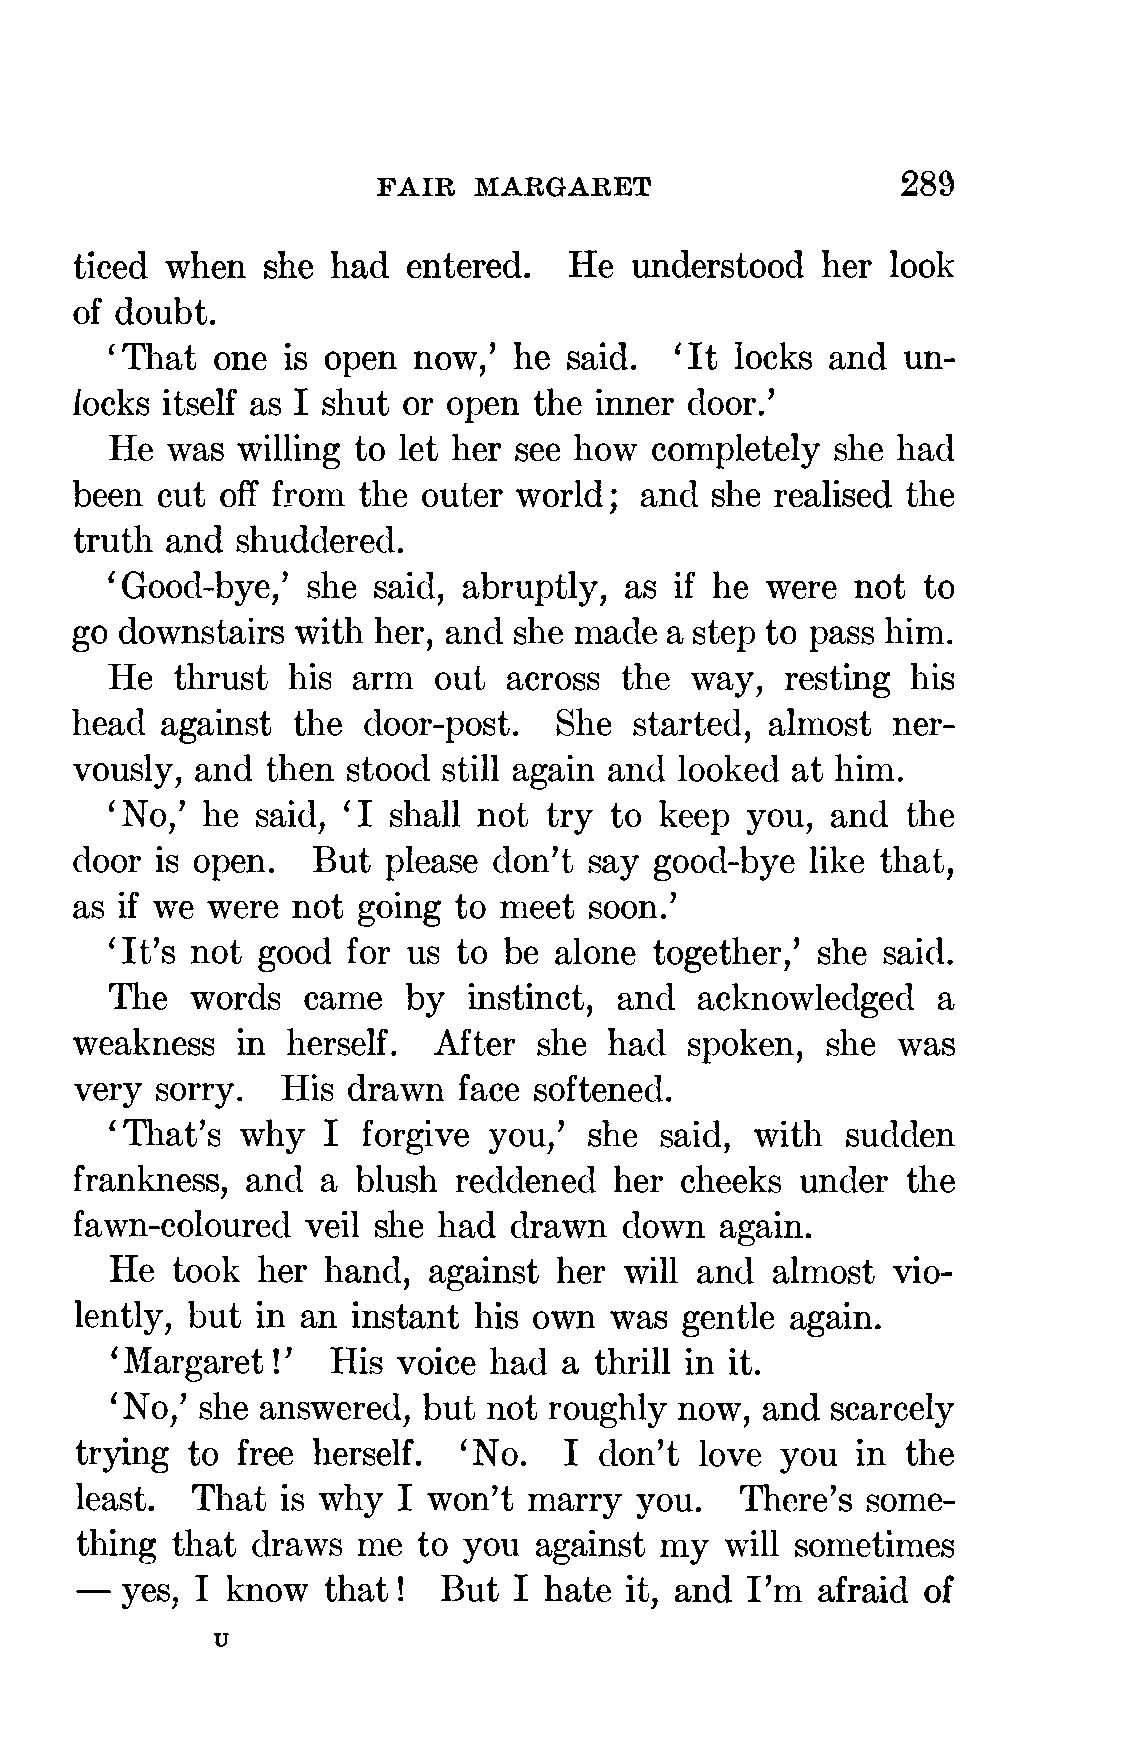 FAIR MARGARET 289
ticed when she had entered. He understood her look
of doubt.
‘That one is open now,’ he said. ‘It locks and un-
locks itself as I shut or open the inner door.’
He was willing to let her see how completely she had
been cut off from the outer world; and she realised the
truth and shuddered.
‘Good-bye,’ she said, abruptly, as if he were not to
go downstairs with her, and she made a step to pass him.
He thrust his arm out across the way, resting his
head against the door-post. She started, almost ner-
vously, and then stood still again and looked at him.
‘No,’ he said, ‘I shall not try to keep you, and the
door is open. But please don’t say good-bye like that,
as if we were not going to meet soon.’
‘It’s not good for us to be alone together,’ she said.
The words came by instinct, and acknowledged a
weakness in herself. After she had spoken, she was
very sorry. His drawn face softened.
‘That’s why I forgive you,’ she said, with sudden
frankness, and a blush reddened her cheeks under the
fawn-coloured veil she had drawn down again.
He took her hand, against her will and almost vio-
lently, but in an instant his own was gentle again.
‘Margaret!’ His voice had a thrill in it.
‘No,’ she answered, but not roughly now, and scarcely
trying to free herself. ‘No. I don’t love you in the
least. That is why I won’t marry you. There’s some-
thing that draws me to you against my will sometimes
— yes, I know that! But I hate it, and I’m afraid of
U